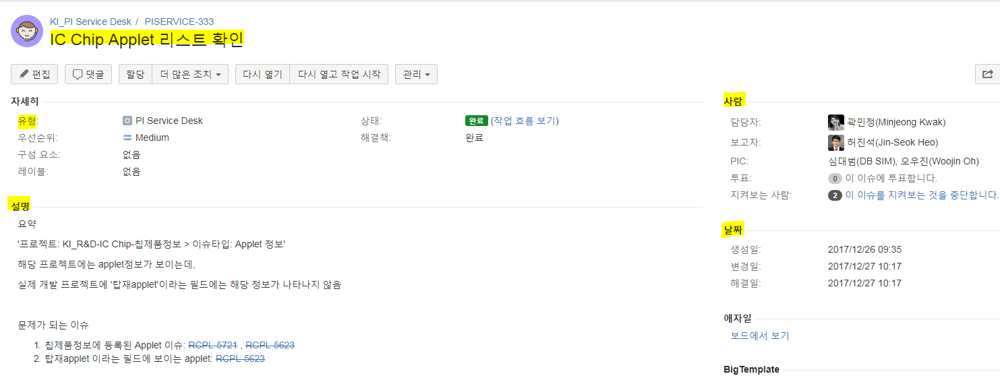 KI_PI Service Desk / PISERVICE-333
IC Chip Applet 리스트 확인
편집 댓글 할당 더 많은 조치 다시 열기 다시 열고 작업 시작 관리
자세히
유형: PI Service Desk
우선순위: Medium
구성 요소: 없음
레이블: 없음
상태: 완료 (작업 흐름 보기)
해결책: 완료
설명
요약
'프로젝트: KI_R&D-IC Chip-칩제품정보 > 이슈타입: Applet 정보'
해당 프로젝트에는 applet정보가 보이는데,
실제 개발 프로젝트에 '탑재applet'이라는 필드에는 해당 정보가 나타나지 않음
문제가 되는 이슈
1. 칩제품정보에 등록된 Applet 이슈: RCPL-5721 , RCPL-5623
2. 탑재applet 이라는 필드에 보이는 applet: RCPL-5623
사람
담당자: 곽민정(Minjeong Kwak)
보고자: 허진석(Jin-Seok Heo)
PIC: 심대범(DB SIM), 오우진(Woojin Oh)
투표: 0 이 이슈에 투표합니다.
지켜보는 사람: 2 이 이슈를 지켜보는 것을 중단합니다.
날짜
생성일: 2017/12/26 09:35
변경일: 2017/12/27 10:17
해결일: 2017/12/27 10:17
애자일
보드에서 보기
BigTemplate